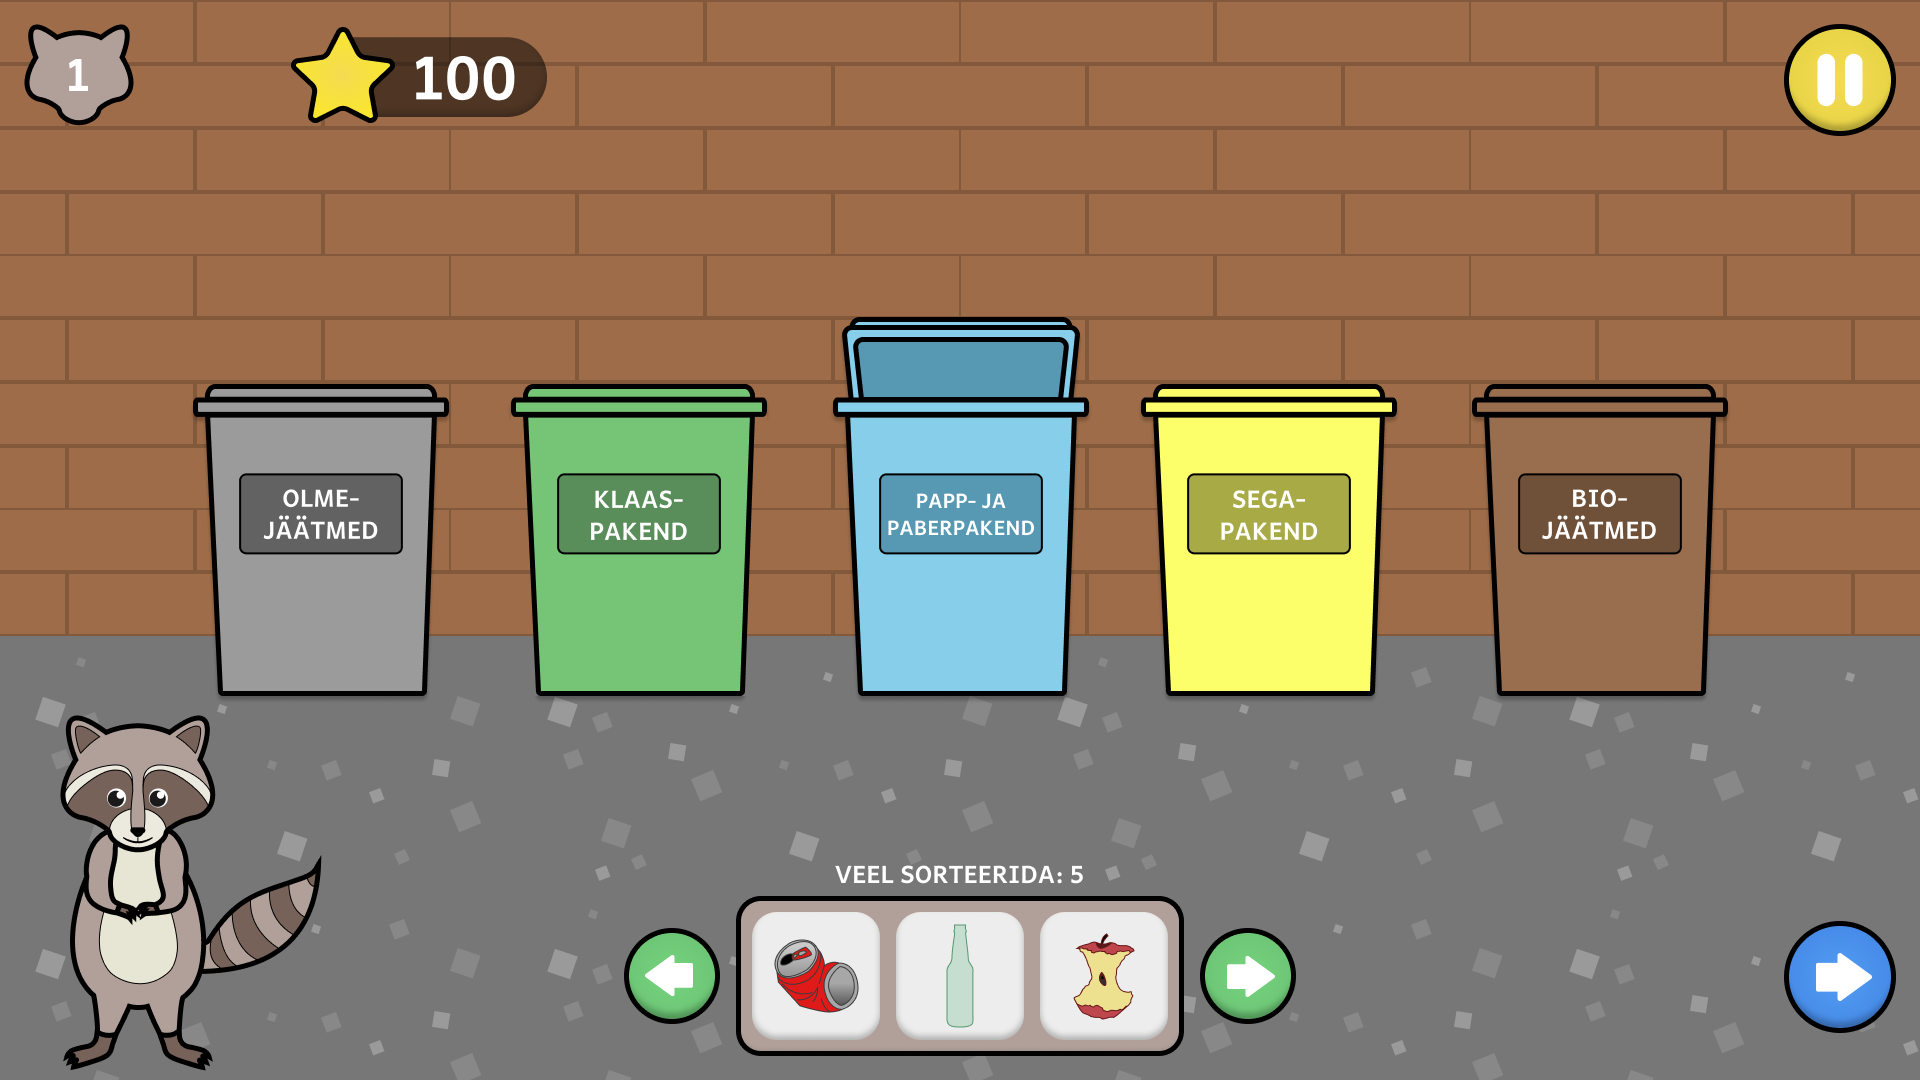 1
100
OLME-
JÄÄTMED
KLAAS-
PAKEND
PAPP- JA
PABERPAKEND
SEGA-
PAKEND
BIO-
JÄÄTMED
VEEL SORTEERIDA: 5